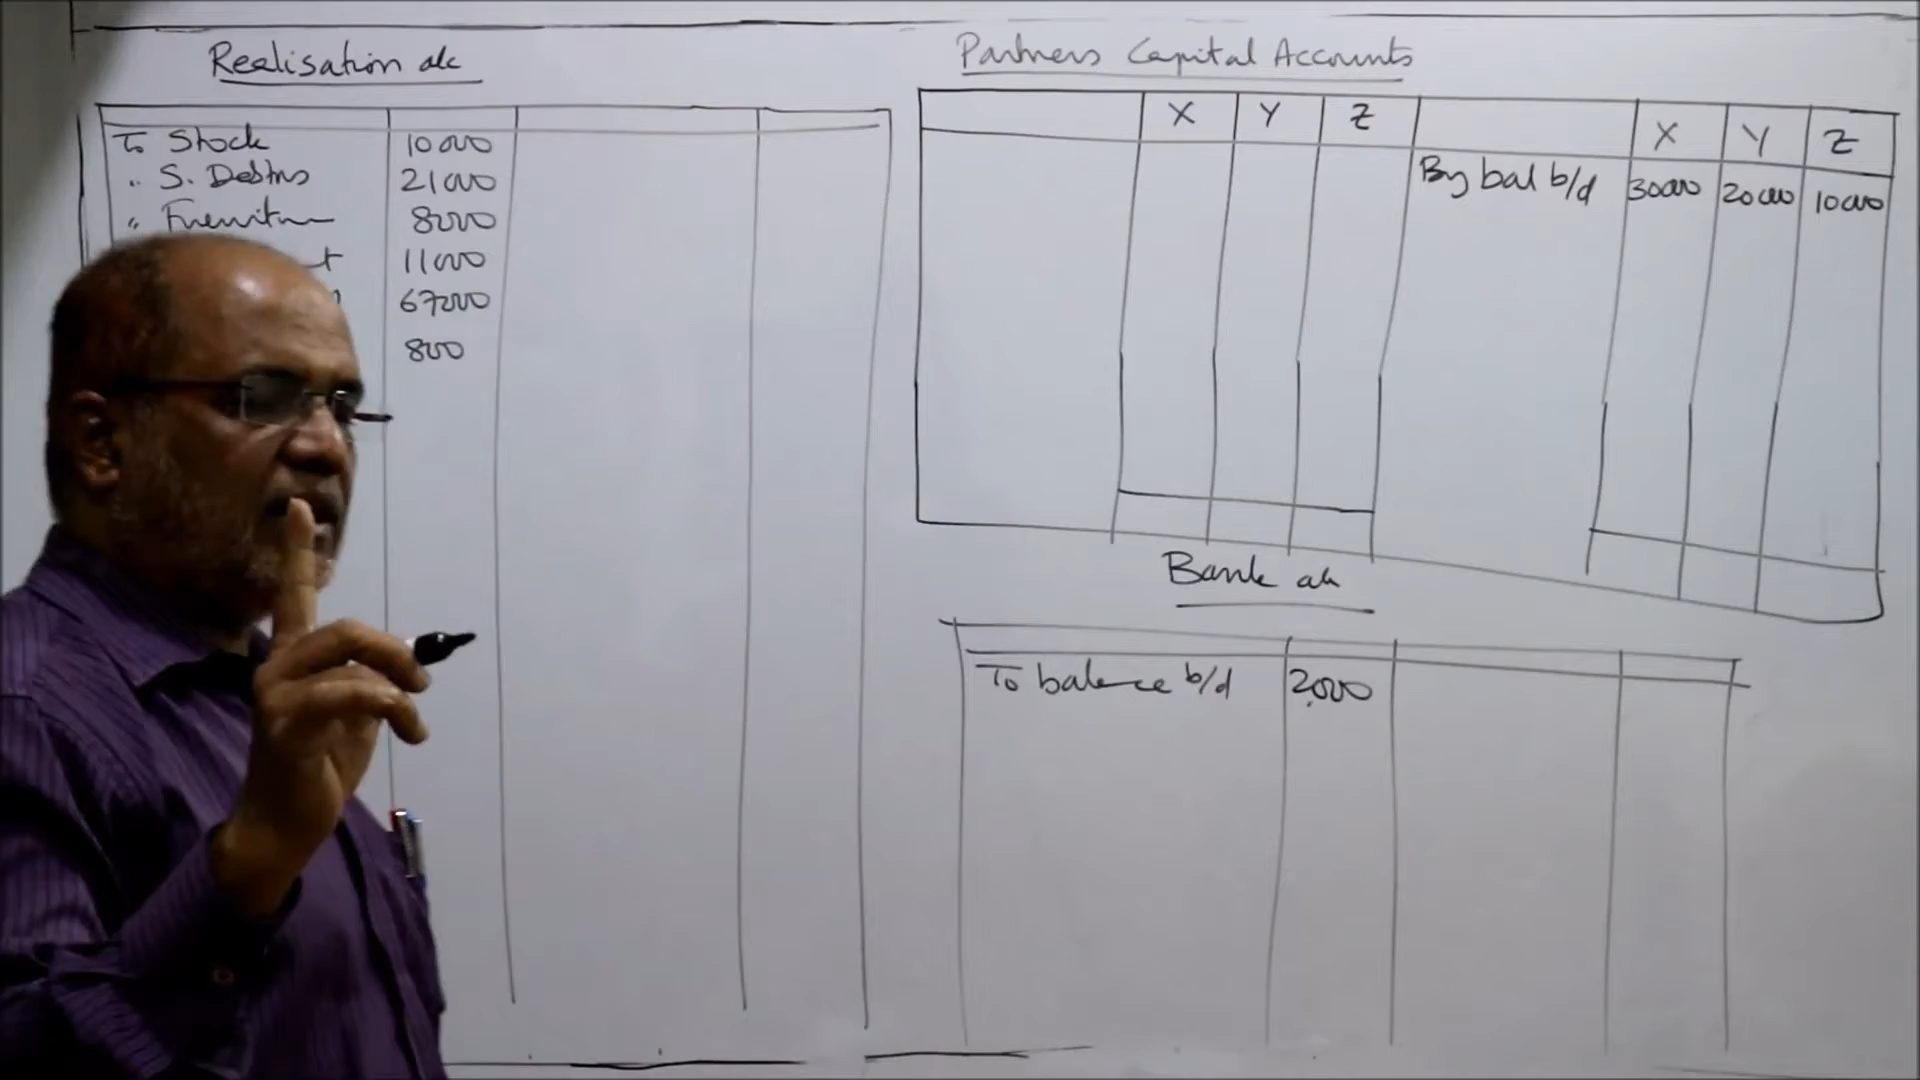 Realisation a/c
To Stock 10000
" S. Debtors 21000
" Furniture 8000
11000
67200
800
Partners Capital Accounts
X Y Z X Y Z
By bal b/d 30000 20000 10000
Bank a/c
To balance b/d 2000